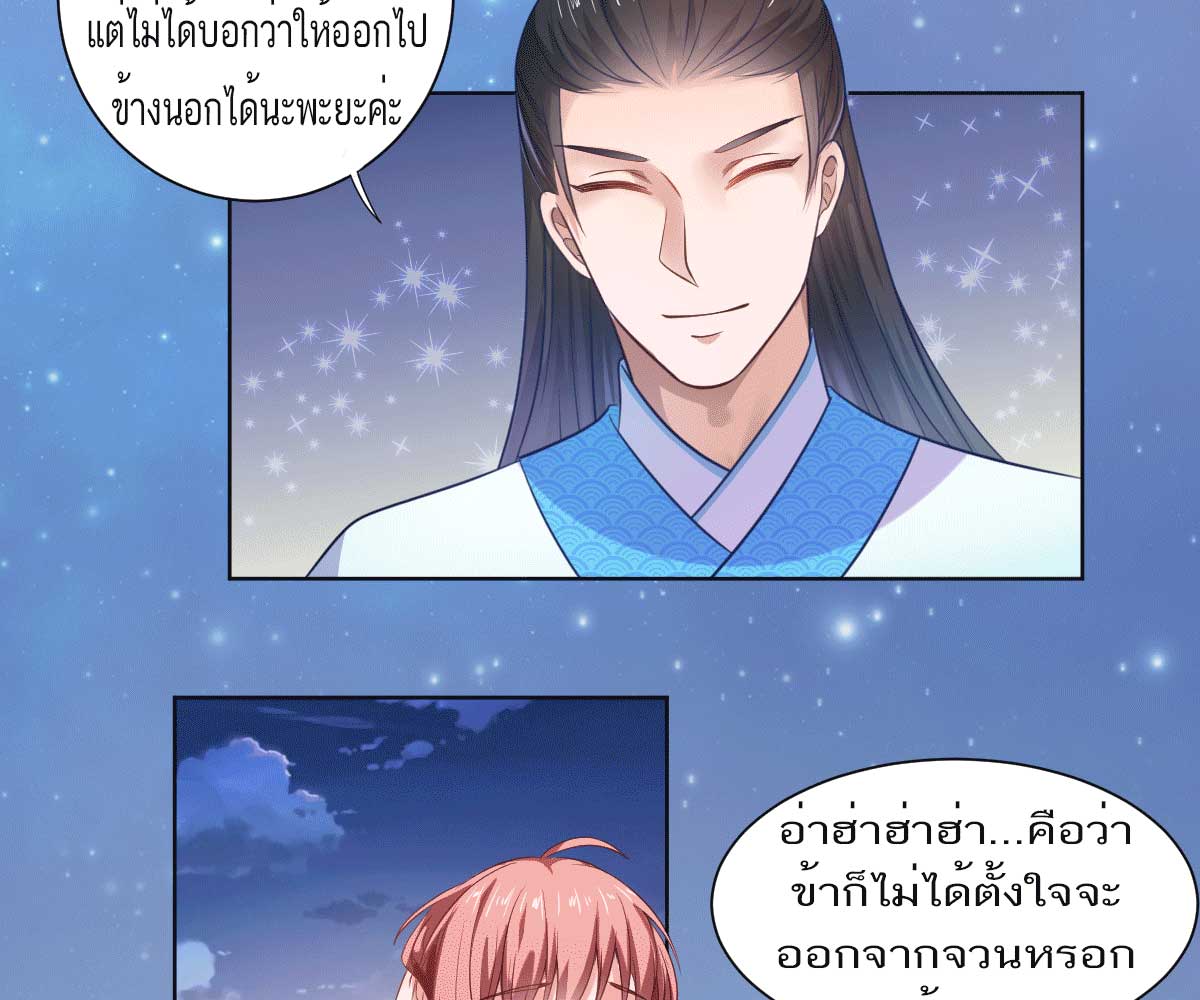 แต่ไม่ได้บอกว่าให้ออกไป
ข้างนอกได้นะพะยะค่ะ
อ่าฮ่าฮ่าฮ่า...คือว่า
ข้าก็ไม่ได้ตั้งใจจะ
ออกจากจวนหรอก